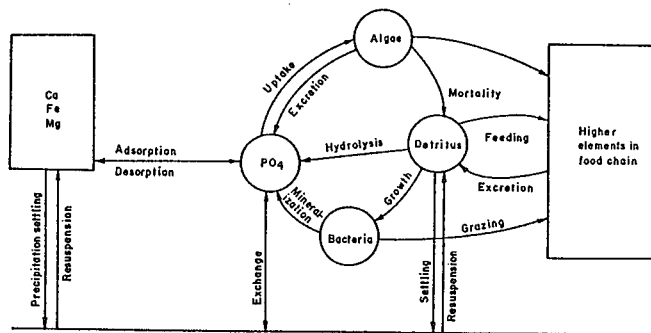 Algae
Uptake
Excretion
Ca
Fe
Mg
Mortality
Higher
elements in
food chain
Adsorption
Desorption
Hydrolysis
Detritus
Feeding
PO4
Excretion
Growth
Mineral-
ization
Bacteria
Grazing
Precipitation settling
Resuspension
Exchange
Settling
Resuspension